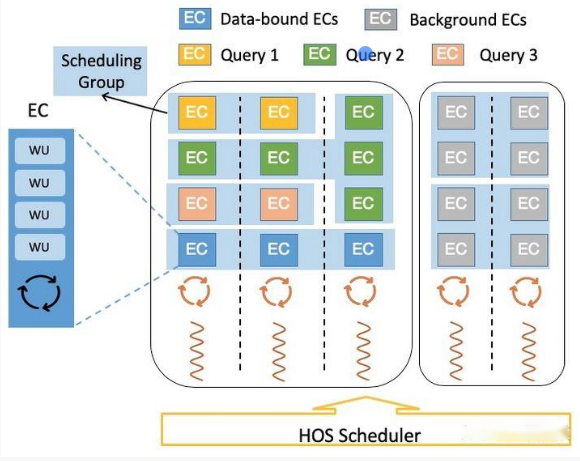 EC Data-bound ECs EC Background ECs
EC Query 1 EC Query 2 EC Query 3
Scheduling
Group
EC
WU
WU
WU
WU
EC EC EC EC EC
EC EC EC EC EC
EC EC EC EC EC
EC EC EC EC EC
HOS Scheduler